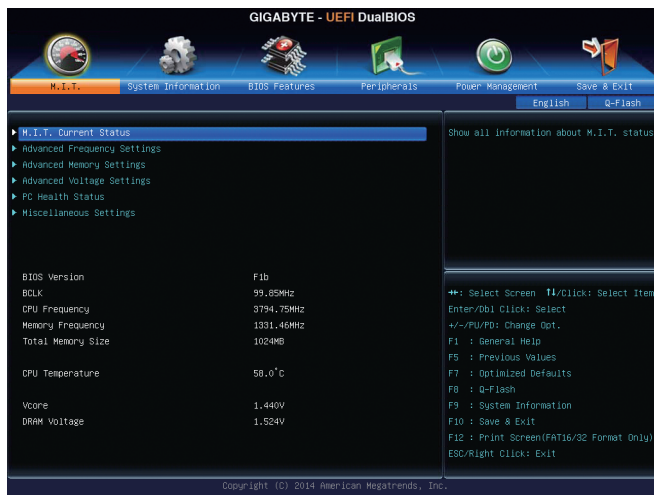 GIGABYTE - UEFI DualBIOS
M.I.T.
System Information
BIOS Features
Peripherals
Power Management
Save & Exit
English
Q-Flash
M.I.T. Current Status
Advanced Frequency Settings
Advanced Memory Settings
Advanced Voltage Settings
PC Health Status
Miscellaneous Settings
Show all information about M.I.T. status
BIOS Version F1b
BCLK 99.85MHz
CPU Frequency 3794.75MHz
Memory Frequency 1331.46MHz
Total Memory Size 1024MB
CPU Temperature 58.0°C
Vcore 1.440V
DRAM Voltage 1.524V
→←: Select Screen ↑↓/Click: Select Item
Enter/Dbl Click: Select
+/-/PU/PD: Change Opt.
F1 : General Help
F5 : Previous Values
F7 : Optimized Defaults
F8 : Q-Flash
F9 : System Information
F10 : Save & Exit
F12 : Print Screen(FAT16/32 Format Only)
ESC/Right Click: Exit
Copyright (C) 2014 American Megatrends, Inc.